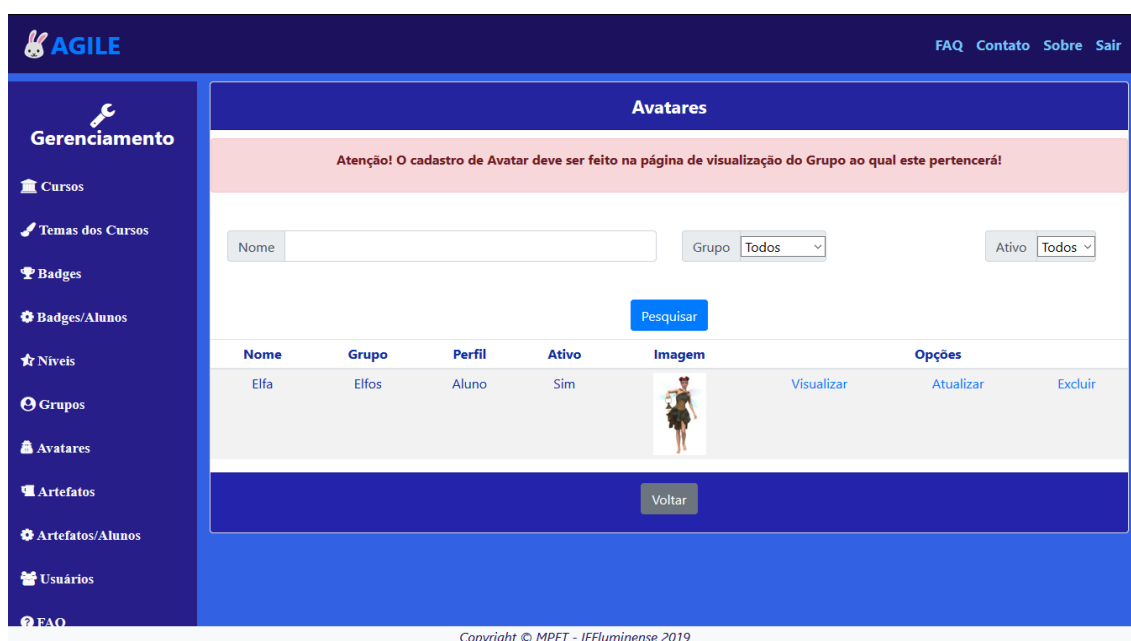 AGILE
FAQ Contato Sobre Sair
Gerenciamento
Cursos
Temas dos Cursos
Badges
Badges/Alunos
Níveis
Grupos
Avatares
Artefatos
Artefatos/Alunos
Usuários
FAQ
Avatares
Atenção! O cadastro de Avatar deve ser feito na página de visualização do Grupo ao qual este pertencerá!
Nome Grupo Todos Ativo Todos
Pesquisar
Nome Grupo Perfil Ativo Imagem Opções
Elfa Elfos Aluno Sim Visualizar Atualizar Excluir
Voltar
Copyright © MPET - IFFluminense 2019